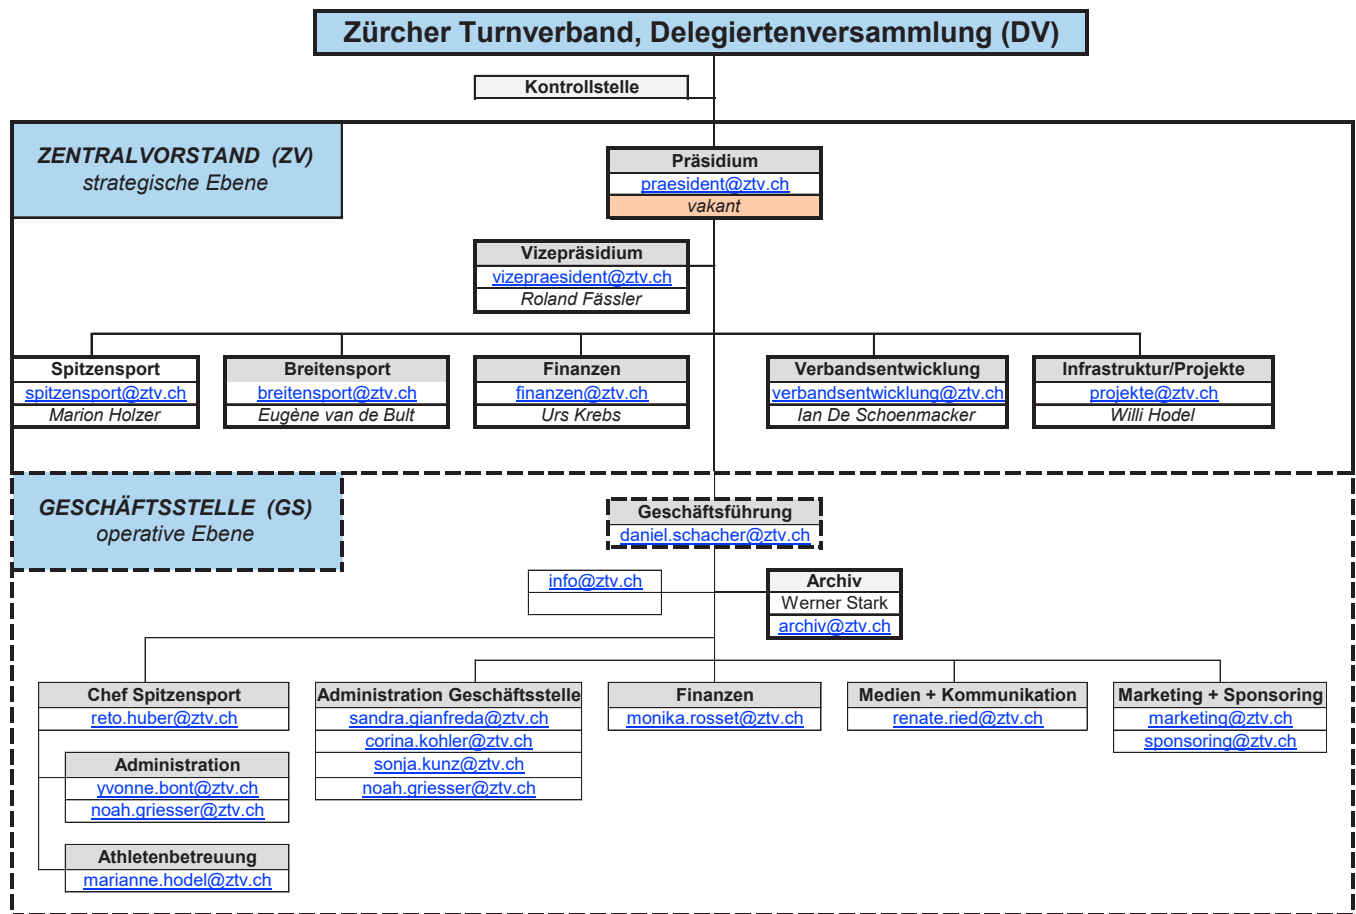 Zürcher Turnverband, Delegiertenversammlung (DV)
Kontrollstelle
ZENTRALVORSTAND (ZV)
strategische Ebene
Präsidium
praesident@ztv.ch
vakant
Vizepräsidium
vizepraesident@ztv.ch
Roland Fässler
Spitzensport
spitzensport@ztv.ch
Marion Holzer
Breitensport
breitensport@ztv.ch
Eugène van de Bult
Finanzen
finanzen@ztv.ch
Urs Krebs
Verbandsentwicklung
verbandsentwicklung@ztv.ch
Ian De Schoenmacker
Infrastruktur/Projekte
projekte@ztv.ch
Willi Hodel
GESCHÄFTSSTELLE (GS)
operative Ebene
Geschäftsführung
daniel.schacher@ztv.ch
info@ztv.ch
Archiv
Werner Stark
archiv@ztv.ch
Chef Spitzensport
reto.huber@ztv.ch
Administration
yvonne.bont@ztv.ch
noah.griesser@ztv.ch
Athletenbetreuung
marianne.hodel@ztv.ch
Administration Geschäftsstelle
sandra.gianfreda@ztv.ch
corina.kohler@ztv.ch
sonja.kunz@ztv.ch
noah.griesser@ztv.ch
Finanzen
monika.rosset@ztv.ch
Medien + Kommunikation
renate.ried@ztv.ch
Marketing + Sponsoring
marketing@ztv.ch
sponsoring@ztv.ch